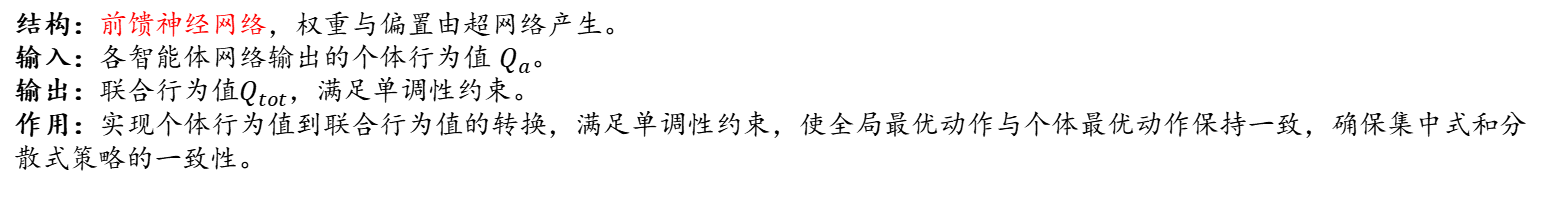 结构：前馈神经网络，权重与偏置由超网络产生。
输入：各智能体网络输出的个体行为值 Qₐ。
输出：联合行为值Qₜₒₜ，满足单调性约束。
作用：实现个体行为值到联合行为值的转换，满足单调性约束，使全局最优动作与个体最优动作保持一致，确保集中式和分
散式策略的一致性。